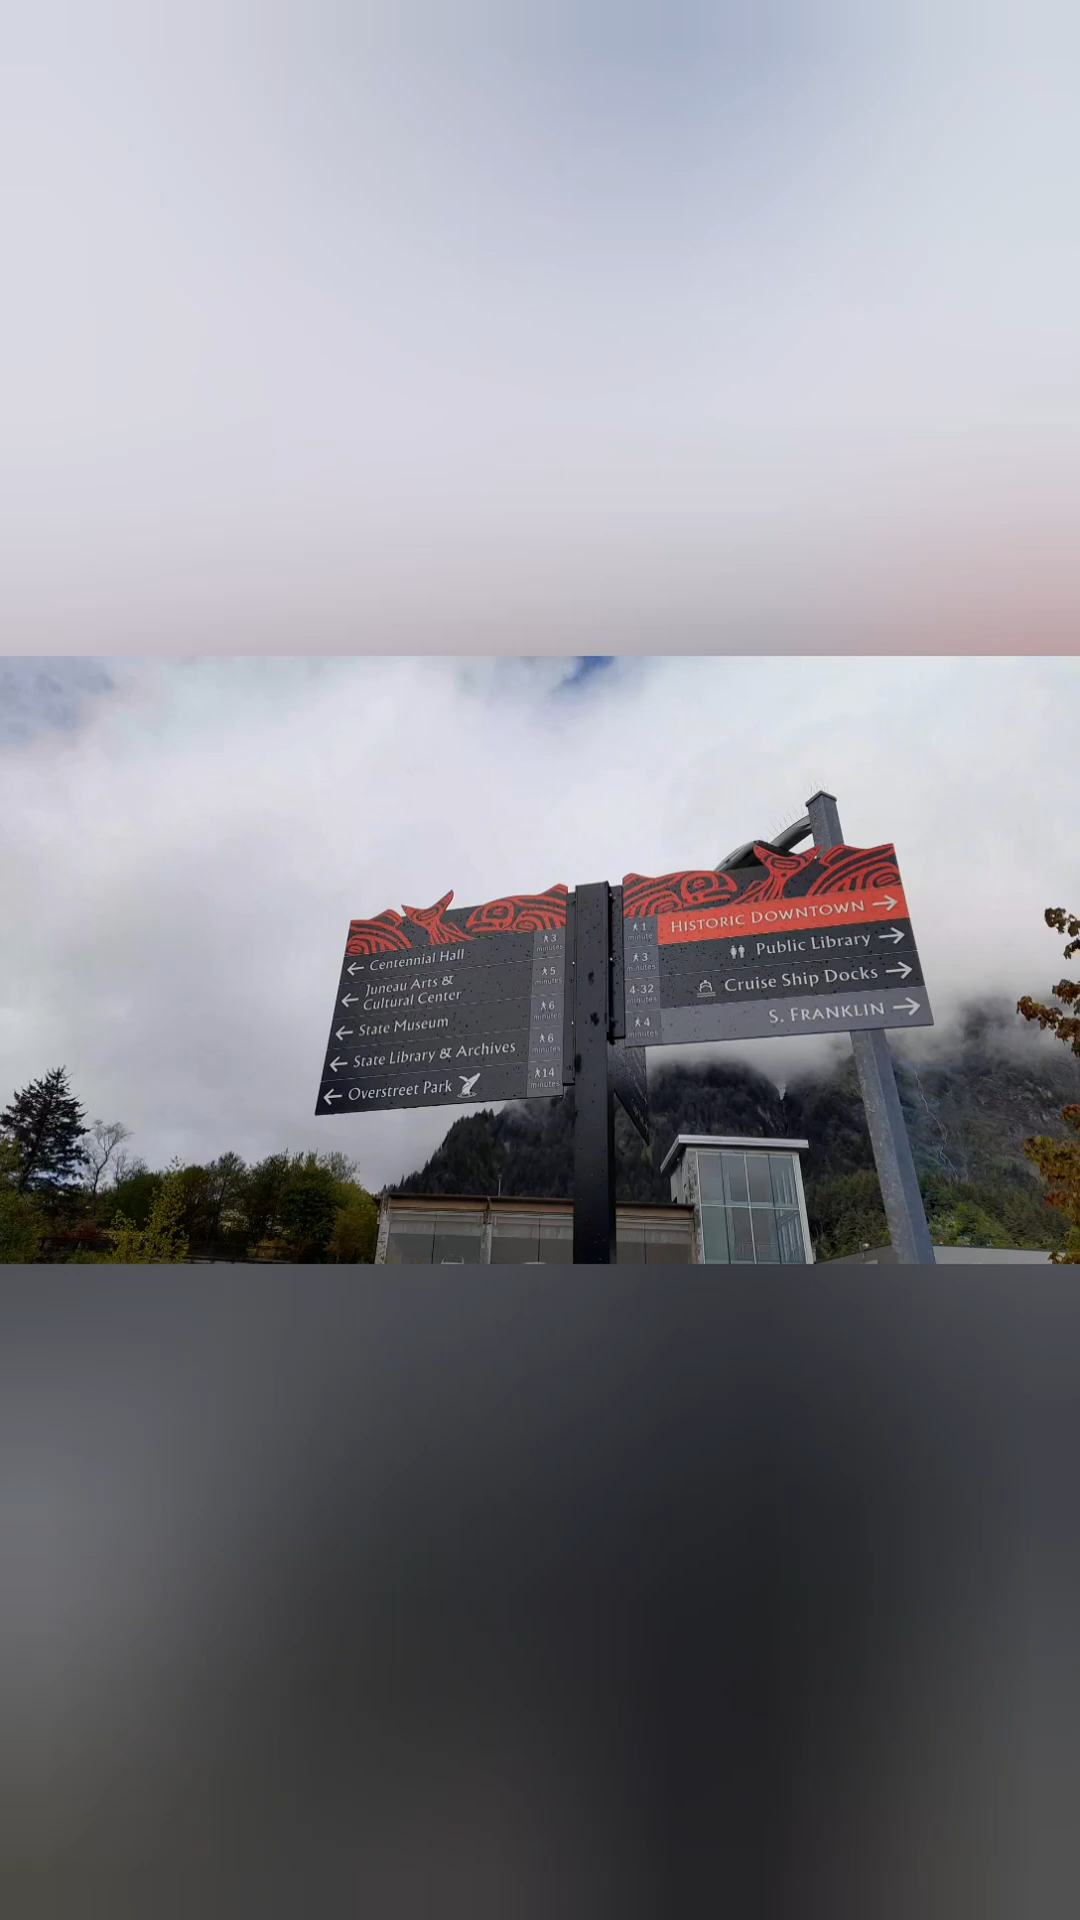 Centennial Hall
3 minutes
Juneau Arts &
Cultural Center
5 minutes
State Museum
6 minutes
State Library & Archives
6 minutes
Overstreet Park
14 minutes
1 minute
HISTORIC DOWNTOWN
3 minutes
Public Library
4-32 minutes
Cruise Ship Docks
4 minutes
S. FRANKLIN